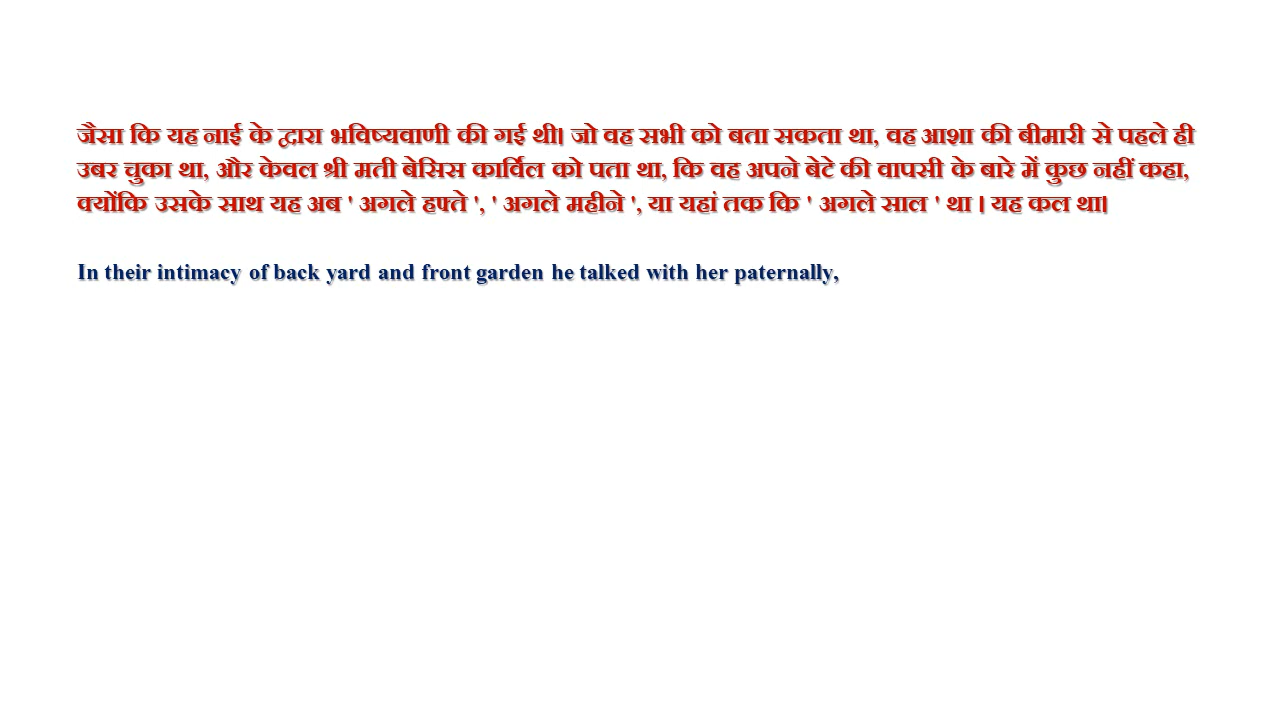 जैसा कि यह नाई के द्वारा भविष्यवाणी की गई थी। जो वह सभी को बता सकता था, वह आशा की बीमारी से पहले ही
उबर चुका था, और केवल श्री मती बेसिस कार्विल को पता था, कि वह अपने बेटे की वापसी के बारे में कुछ नहीं कहा,
क्योंकि उसके साथ यह अब ' अगले हफ्ते ', ' अगले महीने ', या यहां तक कि ' अगले साल ' था । यह कल था।
In their intimacy of back yard and front garden he talked with her paternally,